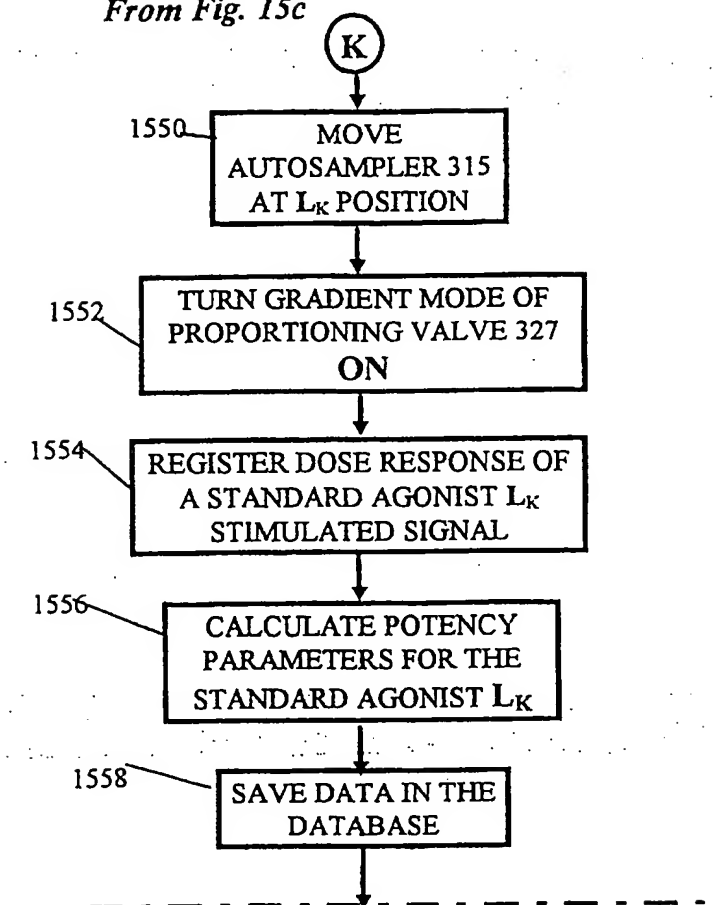 From Fig. 15c
K
1550
MOVE
AUTOSAMPLER 315
AT LK POSITION
1552
TURN GRADIENT MODE OF
PROPORTIONING VALVE 327
ON
1554
REGISTER DOSE RESPONSE OF
A STANDARD AGONIST LK
STIMULATED SIGNAL
1556
CALCULATE POTENCY
PARAMETERS FOR THE
STANDARD AGONIST LK
1558
SAVE DATA IN THE
DATABASE